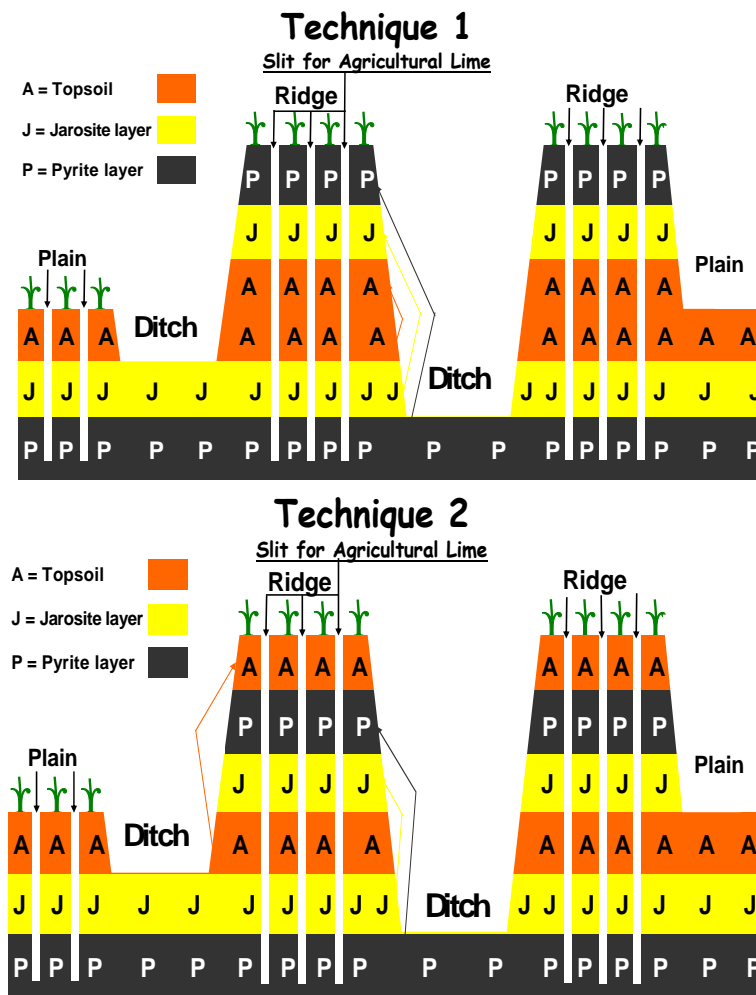 Technique 1
Slit for Agricultural Lime
A = Topsoil
J = Jarosite layer
P = Pyrite layer
Ridge
Ridge
P P P P P P P P
J J J J J J J J
Plain
Plain
A A A A A A A A
A A A Ditch A A A A A A A A A A A
Ditch
J J J J J J J J J J J J J J J J J J J
P P P P P P P P P P P P P P P P P P
Technique 2
Slit for Agricultural Lime
A = Topsoil
J = Jarosite layer
P = Pyrite layer
Ridge
Ridge
A A A A A A A A
P P P P P P P P
Plain
Plain
J J J J J J J J
A A A Ditch A A A A A A A A A A A
J J J J J J J J J J Ditch J J J J J J J J
P P P P P P P P P P P P P P P P P P